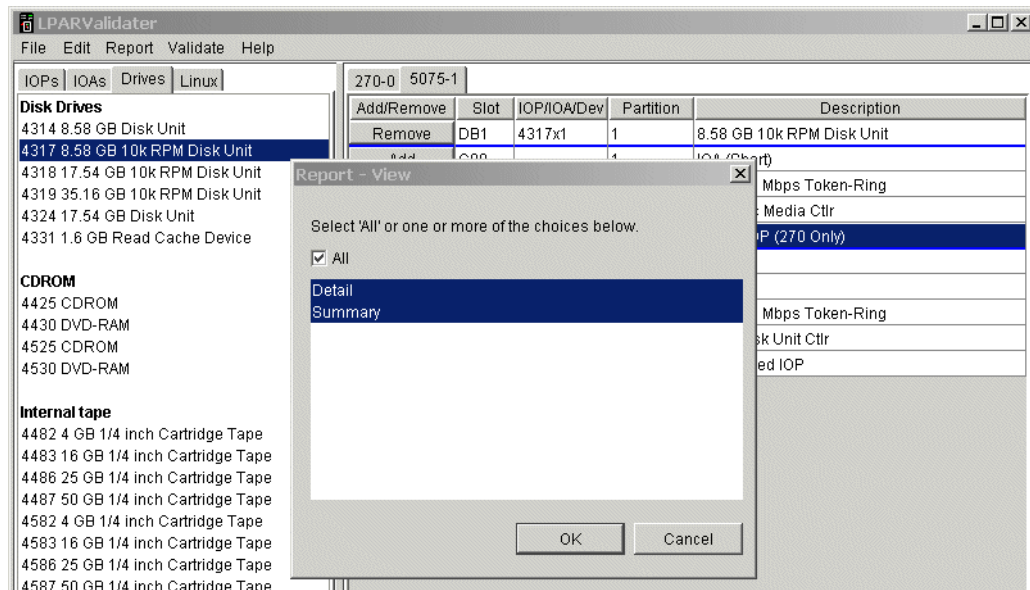 LPARValidater
File Edit Report Validate Help
IOPs IOAs Drives Linux
Disk Drives
4314 8.58 GB Disk Unit
4317 8.58 GB 10k RPM Disk Unit
4318 17.54 GB 10k RPM Disk Unit
4319 35.16 GB 10k RPM Disk Unit
4324 17.54 GB Disk Unit
4331 1.6 GB Read Cache Device
CDROM
4425 CDROM
4430 DVD-RAM
4525 CDROM
4530 DVD-RAM
Internal tape
4482 4 GB 1/4 inch Cartridge Tape
4483 16 GB 1/4 inch Cartridge Tape
4486 25 GB 1/4 inch Cartridge Tape
4487 50 GB 1/4 inch Cartridge Tape
4582 4 GB 1/4 inch Cartridge Tape
4583 16 GB 1/4 inch Cartridge Tape
4586 25 GB 1/4 inch Cartridge Tape
4587 50 GB 1/4 inch Cartridge Tape
270-0 5075-1
Add/Remove Slot IOP/IOA/Dev Partition Description
Remove DB1 4317x1 1 8.58 GB 10k RPM Disk Unit
Mbps Token-Ring
Media Ctlr
(270 Only)
Mbps Token-Ring
Unit Ctlr
IOP
Report - View
Select 'All' or one or more of the choices below.
All
Detail
Summary
OK Cancel